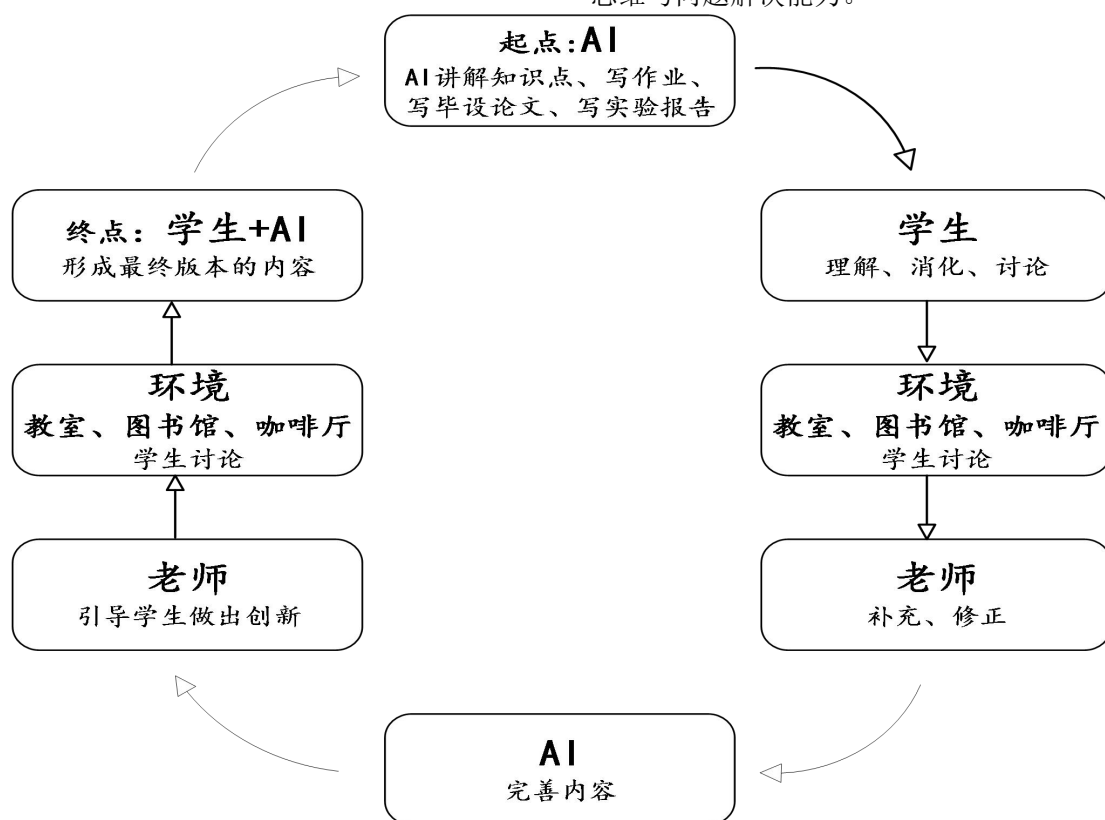 起点:AI
AI讲解知识点、写作业、
写毕设论文、写实验报告
学生
理解、消化、讨论
环境
教室、图书馆、咖啡厅
学生讨论
老师
补充、修正
AI
完善内容
老师
引导学生做出创新
环境
教室、图书馆、咖啡厅
学生讨论
终点：学生+AI
形成最终版本的内容